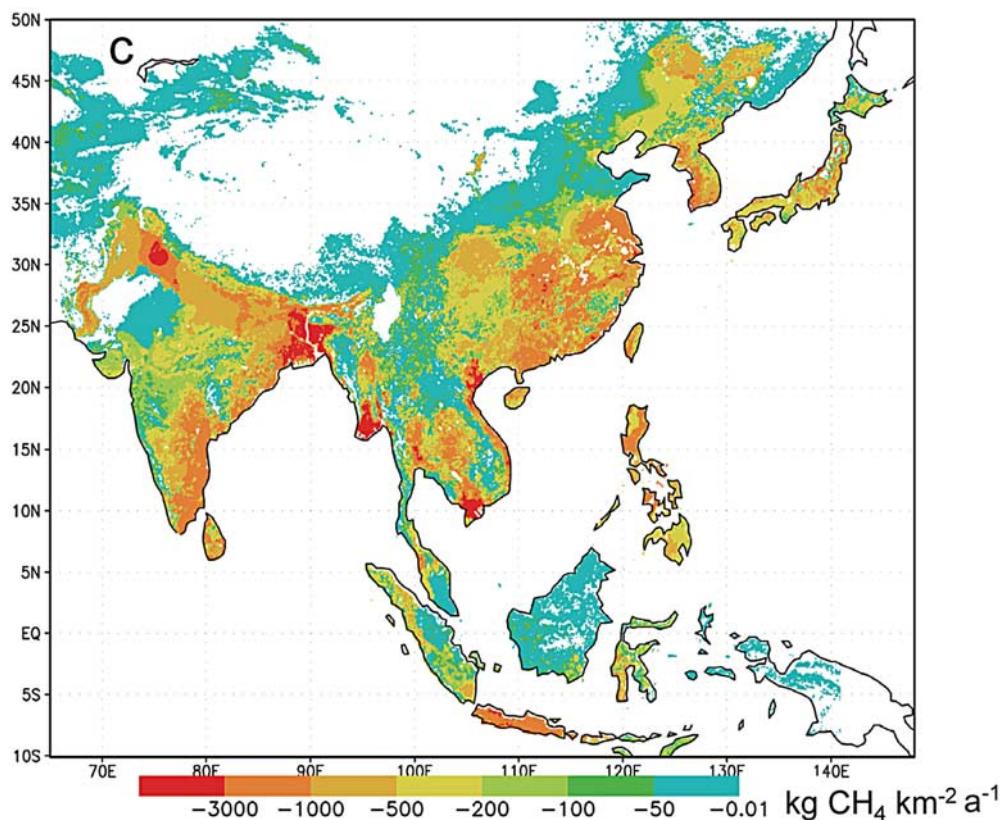 50N
C
45N
40N
35N
30N
25N
20N
15N
10N
5N
EQ
5S
10S
70E 80E 90E 100E 110E 120E 130E 140E
−3000 −1000 −500 −200 −100 −50 −0.01 kg CH₄ km⁻² a⁻¹